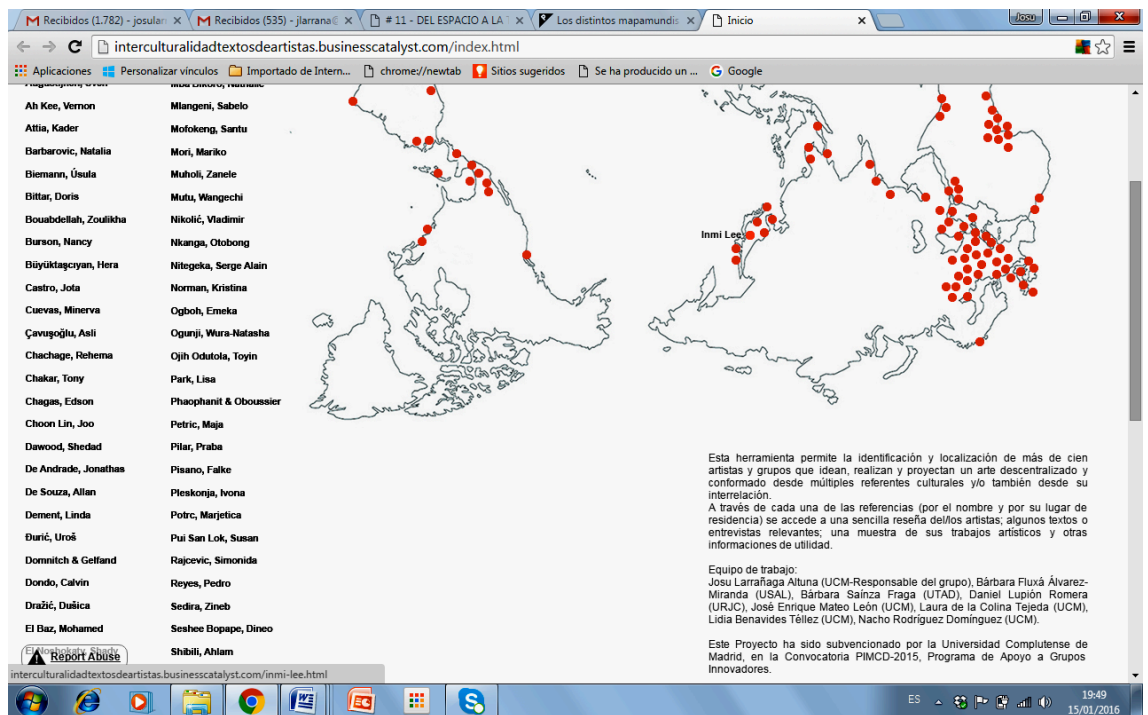 Recibidos (1.782) - josular
Recibidos (535) - jlarrana@
# 11 - DEL ESPACIO A LA T
Los distintos mapamundis
Inicio
Josu
interculturalidadtextosdeartistas.businesscatalyst.com/index.html
Aplicaciones
Personalizar vínculos
Importado de Intern...
chrome://newtab
Sitios sugeridos
Se ha producido un ...
Google
Ah Kee, Vernon
Attia, Kader
Barbarovic, Natalia
Biemann, Úsula
Bittar, Doris
Bouabdellah, Zoulikha
Burson, Nancy
Büyüktaşcıyan, Hera
Castro, Jota
Cuevas, Minerva
Çavuşoğlu, Asli
Chachage, Rehema
Chakar, Tony
Chagas, Edson
Choon Lin, Joo
Dawood, Shedad
De Andrade, Jonathas
De Souza, Allan
Dement, Linda
Đurić, Uroš
Domnitch & Gelfand
Dondo, Calvin
Dražić, Dušica
El Baz, Mohamed
El Noshokaty, Shady
Report Abuse
Mlangeni, Sabelo
Mofokeng, Santu
Mori, Mariko
Muholi, Zanele
Mutu, Wangechi
Nikolić, Vladimir
Nkanga, Otobong
Nitegeka, Serge Alain
Norman, Kristina
Ogboh, Emeka
Ogunji, Wura-Natasha
Ojih Odutola, Toyin
Park, Lisa
Phaophanit & Oboussier
Petric, Maja
Pilar, Praba
Pisano, Falke
Pleskonja, Ivona
Potrc, Marjetica
Pui San Lok, Susan
Rajcevic, Simonida
Reyes, Pedro
Sedira, Zineb
Seshee Bopape, Dineo
Shibili, Ahlam
Inmi Lee
Esta herramienta permite la identificación y localización de más de cien
artistas y grupos que idean, realizan y proyectan un arte descentralizado y
conformado desde múltiples referentes culturales y/o también desde su
interrelación.
A través de cada una de las referencias (por el nombre y por su lugar de
residencia) se accede a una sencilla reseña del/los artistas; algunos textos o
entrevistas relevantes; una muestra de sus trabajos artísticos y otras
informaciones de utilidad.
Equipo de trabajo:
Josu Larrañaga Altuna (UCM-Responsable del grupo), Bárbara Fluxá Álvarez-
Miranda (USAL), Bárbara Saínza Fraga (UTAD), Daniel Lupión Romera
(URJC), José Enrique Mateo León (UCM), Laura de la Colina Tejeda (UCM),
Lidia Benavides Téllez (UCM), Nacho Rodríguez Domínguez (UCM).
Este Proyecto ha sido subvencionado por la Universidad Complutense de
Madrid, en la Convocatoria PIMCD-2015, Programa de Apoyo a Grupos
Innovadores.
interculturalidadtextosdeartistas.businesscatalyst.com/inmi-lee.html
ES
19:49
15/01/2016